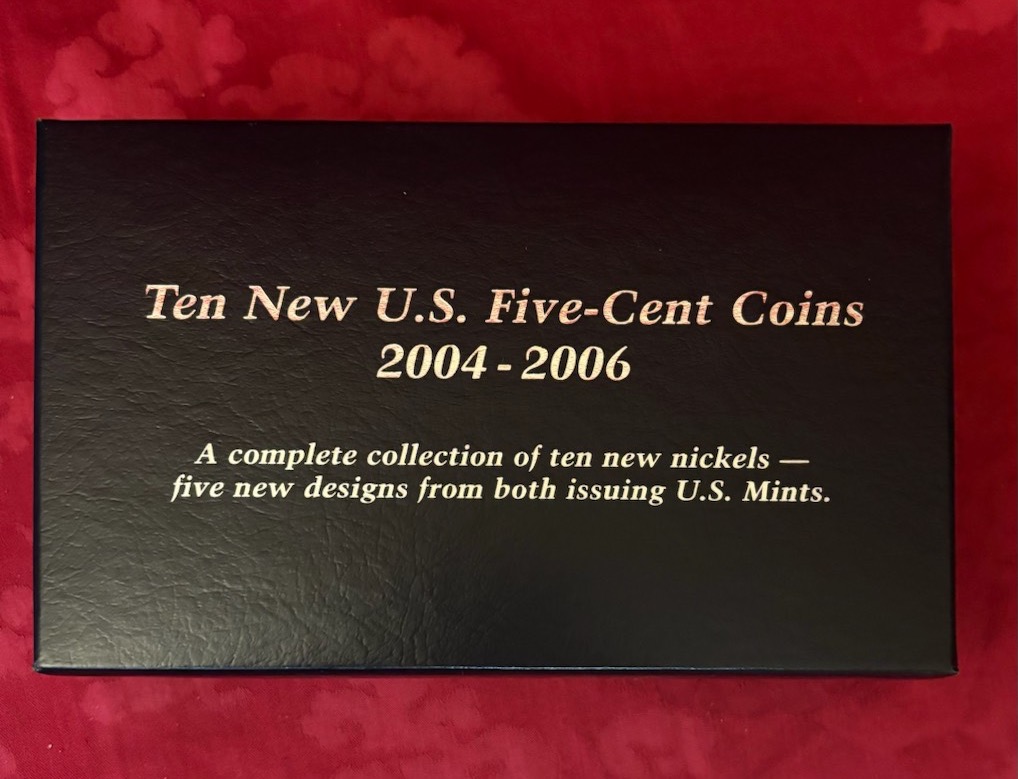 Ten New U.S. Five-Cent Coins
2004-2006
A complete collection of ten new nickels —
five new designs from both issuing U.S. Mints.